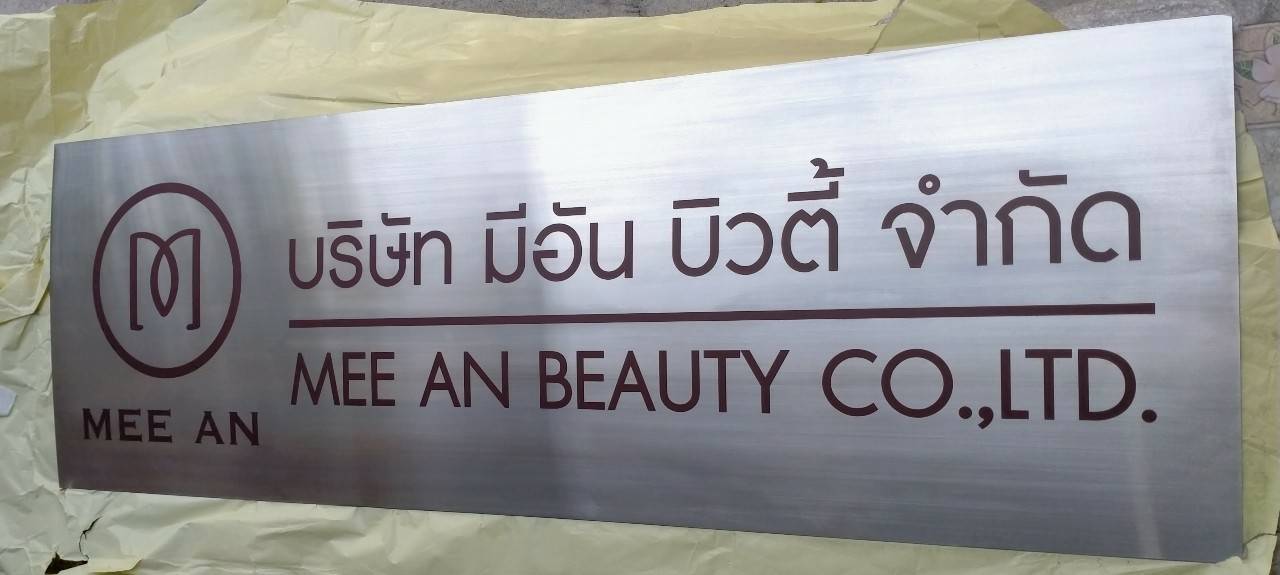 MEE AN
บริษัท มีอัน บิวตี้ จำกัด
MEE AN BEAUTY CO.,LTD.